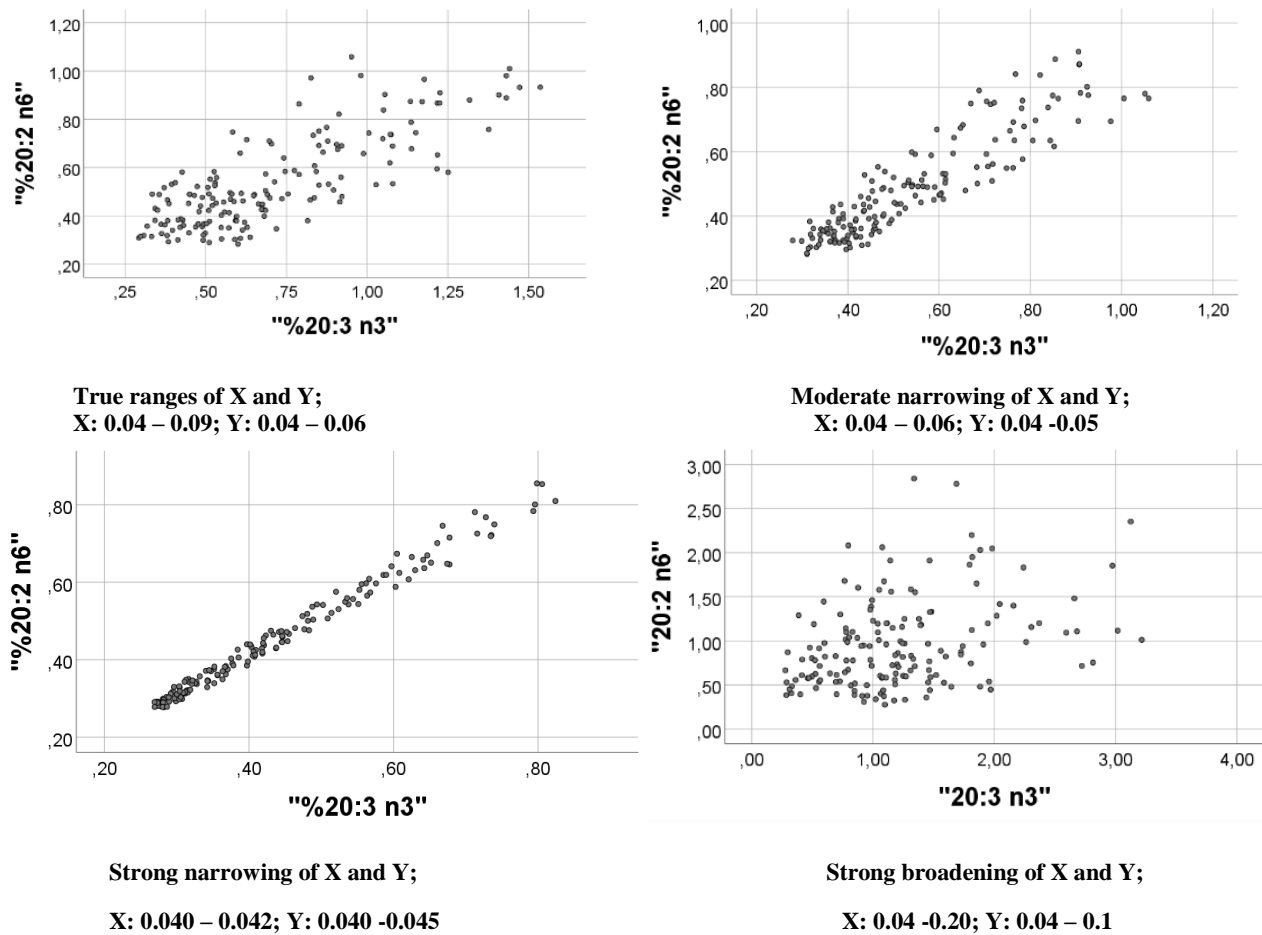 1,20
1,00
,80
,60
,40
,20
"%20:2 n6"
,25 ,50 ,75 1,00 1,25 1,50
"%20:3 n3"
True ranges of X and Y;
X: 0.04 – 0.09; Y: 0.04 – 0.06
1,00
,80
,60
,40
,20
"%20:2 n6"
,20 ,40 ,60 ,80 1,00 1,20
"%20:3 n3"
Moderate narrowing of X and Y;
X: 0.04 – 0.06; Y: 0.04 -0.05
,80
,60
,40
,20
"%20:2 n6"
,20 ,40 ,60 ,80
"%20:3 n3"
Strong narrowing of X and Y;
X: 0.040 – 0.042; Y: 0.040 -0.045
3,00
2,50
2,00
1,50
1,00
,50
,00
"20:2 n6"
,00 1,00 2,00 3,00 4,00
"20:3 n3"
Strong broadening of X and Y;
X: 0.04 -0.20; Y: 0.04 – 0.1